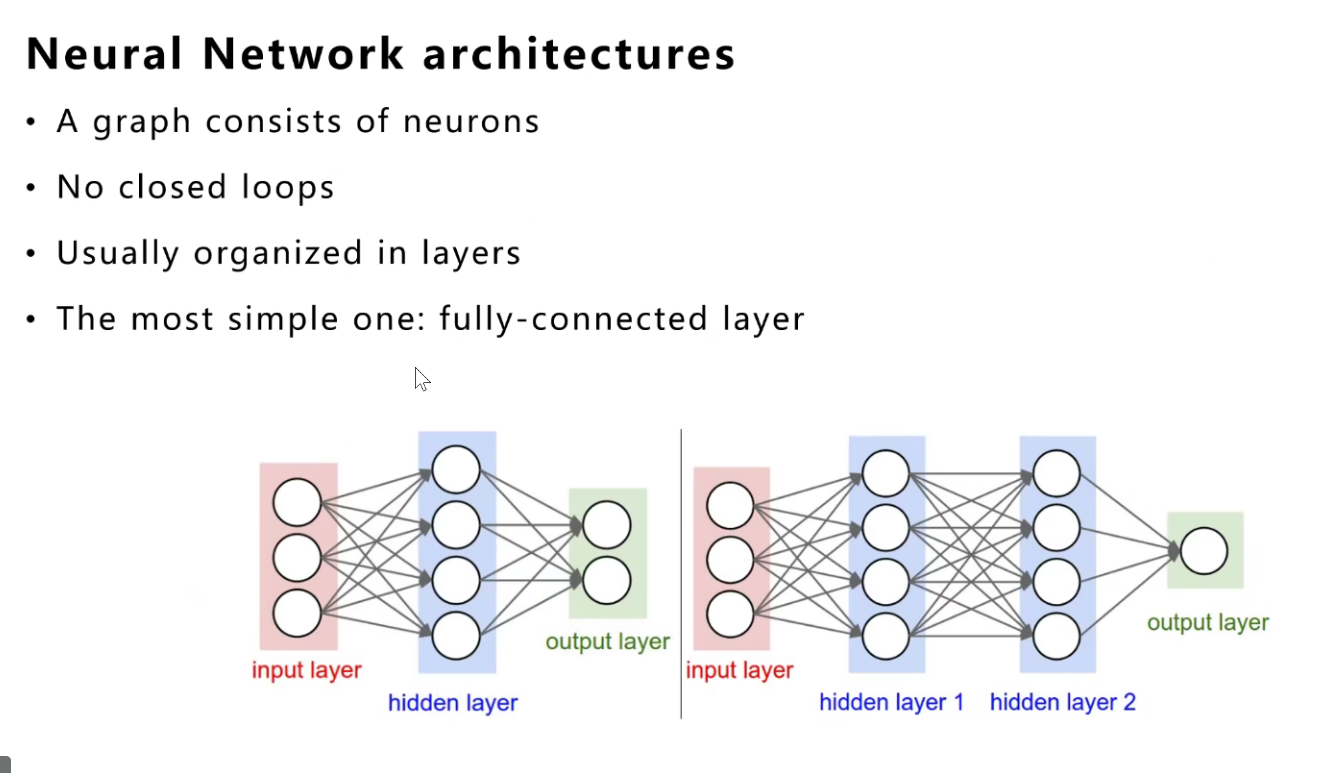 Neural Network architectures
• A graph consists of neurons
• No closed loops
• Usually organized in layers
• The most simple one: fully-connected layer
input layer
hidden layer
output layer
input layer
hidden layer 1
hidden layer 2
output layer